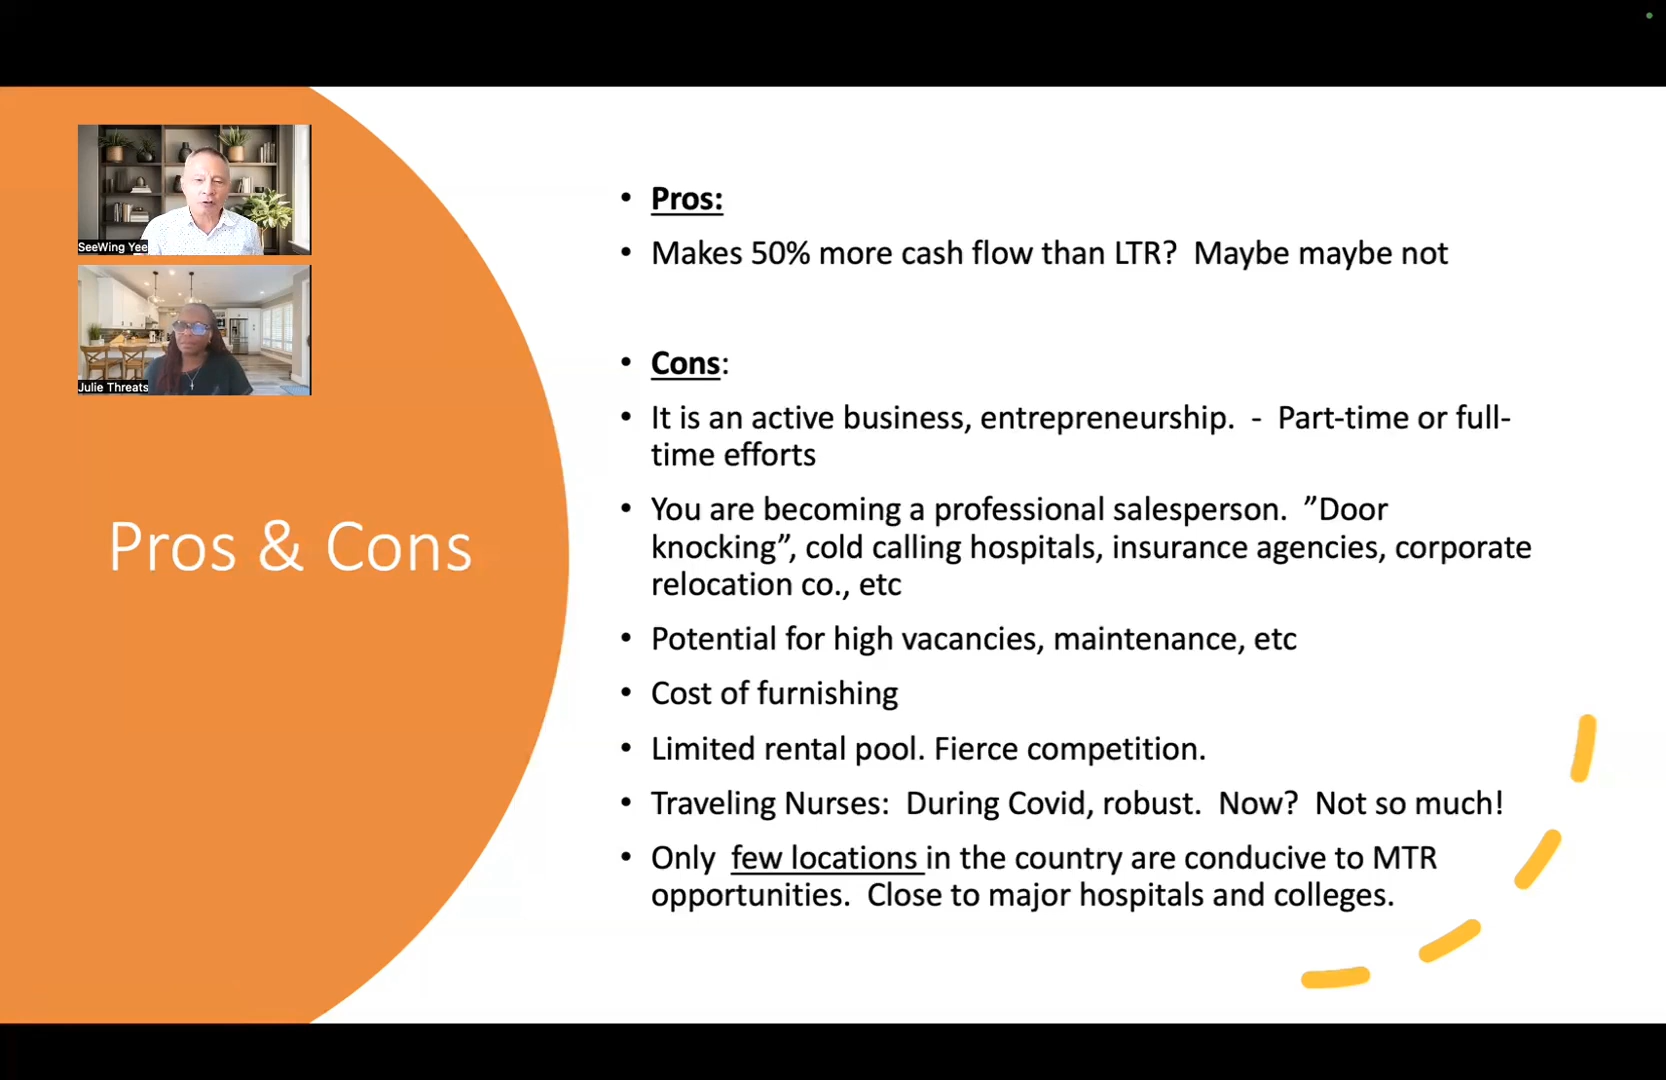 SeeWing Yee
Julie Threats
Pros & Cons
• Pros:
• Makes 50% more cash flow than LTR?  Maybe maybe not
• Cons:
• It is an active business, entrepreneurship.  -  Part-time or full-
time efforts
• You are becoming a professional salesperson.  ”Door
knocking”, cold calling hospitals, insurance agencies, corporate
relocation co., etc
• Potential for high vacancies, maintenance, etc
• Cost of furnishing
• Limited rental pool. Fierce competition.
• Traveling Nurses:  During Covid, robust.  Now?  Not so much!
• Only  few locations in the country are conducive to MTR
opportunities.  Close to major hospitals and colleges.